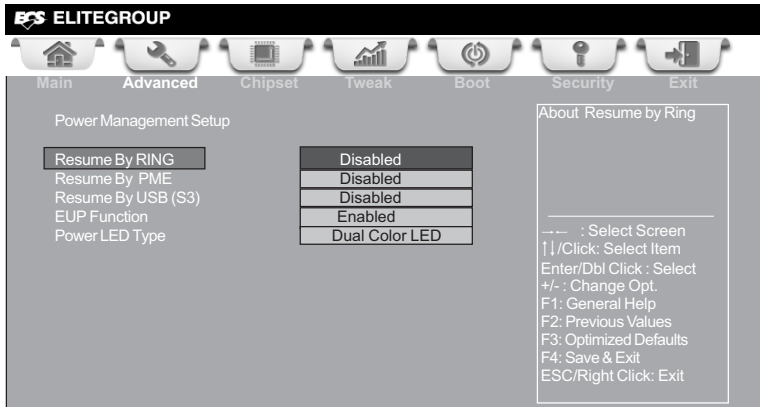 ECS ELITEGROUP
Main Advanced Chipset Tweak Boot Security Exit
Power Management Setup
Resume By RING Disabled
Resume By PME Disabled
Resume By USB (S3) Disabled
EUP Function Enabled
Power LED Type Dual Color LED
About Resume by Ring
→← : Select Screen
↑↓/Click: Select Item
Enter/Dbl Click : Select
+/- : Change Opt.
F1: General Help
F2: Previous Values
F3: Optimized Defaults
F4: Save & Exit
ESC/Right Click: Exit